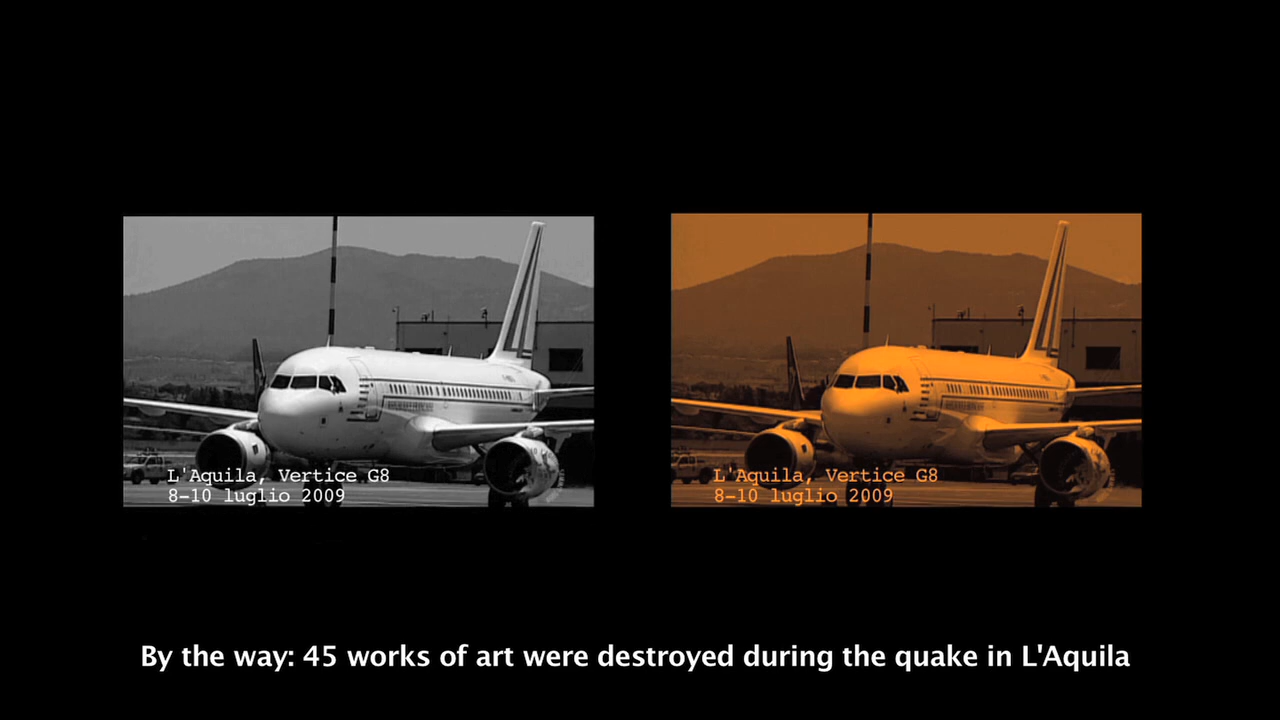 L'Aquila, Vertice G8
8-10 luglio 2009
L'Aquila, Vertice G8
8-10 luglio 2009
By the way: 45 works of art were destroyed during the quake in L'Aquila